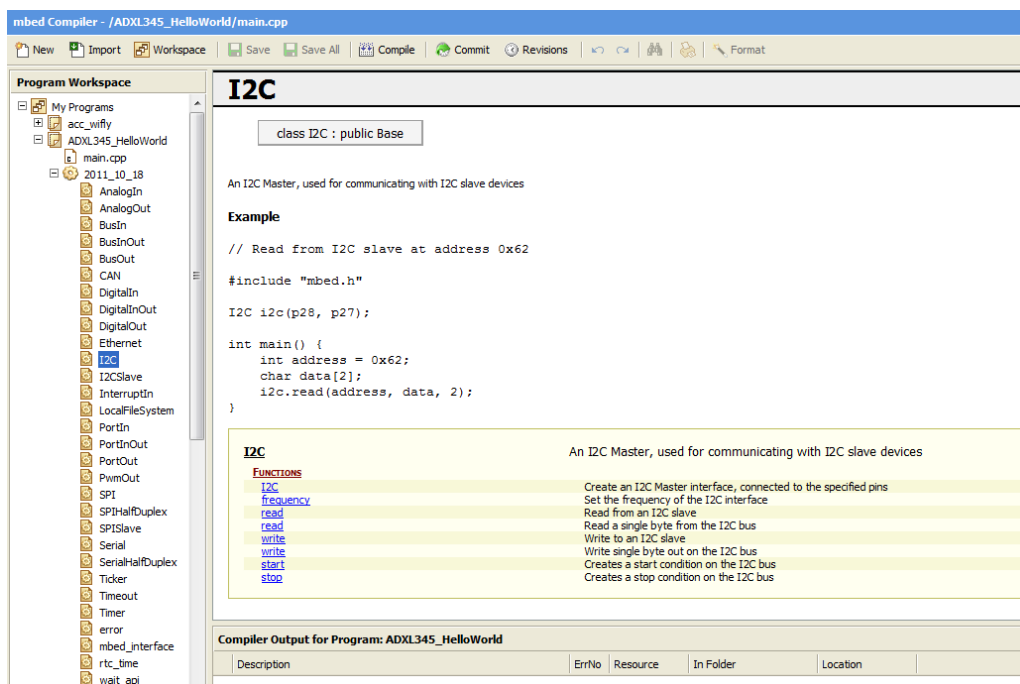 mbed Compiler - /ADXL345_HelloWorld/main.cpp
New Import Workspace Save Save All Compile Commit Revisions Format
Program Workspace
My Programs
acc_wifly
ADXL345_HelloWorld
main.cpp
2011_10_18
AnalogIn
AnalogOut
BusIn
BusInOut
BusOut
CAN
DigitalIn
DigitalInOut
DigitalOut
Ethernet
I2C
I2CSlave
InterruptIn
LocalFileSystem
PortIn
PortInOut
PortOut
PwmOut
SPI
SPIHalfDuplex
SPISlave
Serial
SerialHalfDuplex
Ticker
Timeout
Timer
error
mbed_interface
rtc_time
wait_api
I2C
class I2C : public Base
An I2C Master, used for communicating with I2C slave devices
Example
// Read from I2C slave at address 0x62
#include "mbed.h"
I2C i2c(p28, p27);
int main() {
    int address = 0x62;
    char data[2];
    i2c.read(address, data, 2);
}
I2C An I2C Master, used for communicating with I2C slave devices
FUNCTIONS
I2C Create an I2C Master interface, connected to the specified pins
frequency Set the frequency of the I2C interface
read Read from an I2C slave
read Read a single byte from the I2C bus
write Write to an I2C slave
write Write single byte out on the I2C bus
start Creates a start condition on the I2C bus
stop Creates a stop condition on the I2C bus
Compiler Output for Program: ADXL345_HelloWorld
Description ErrNo Resource In Folder Location